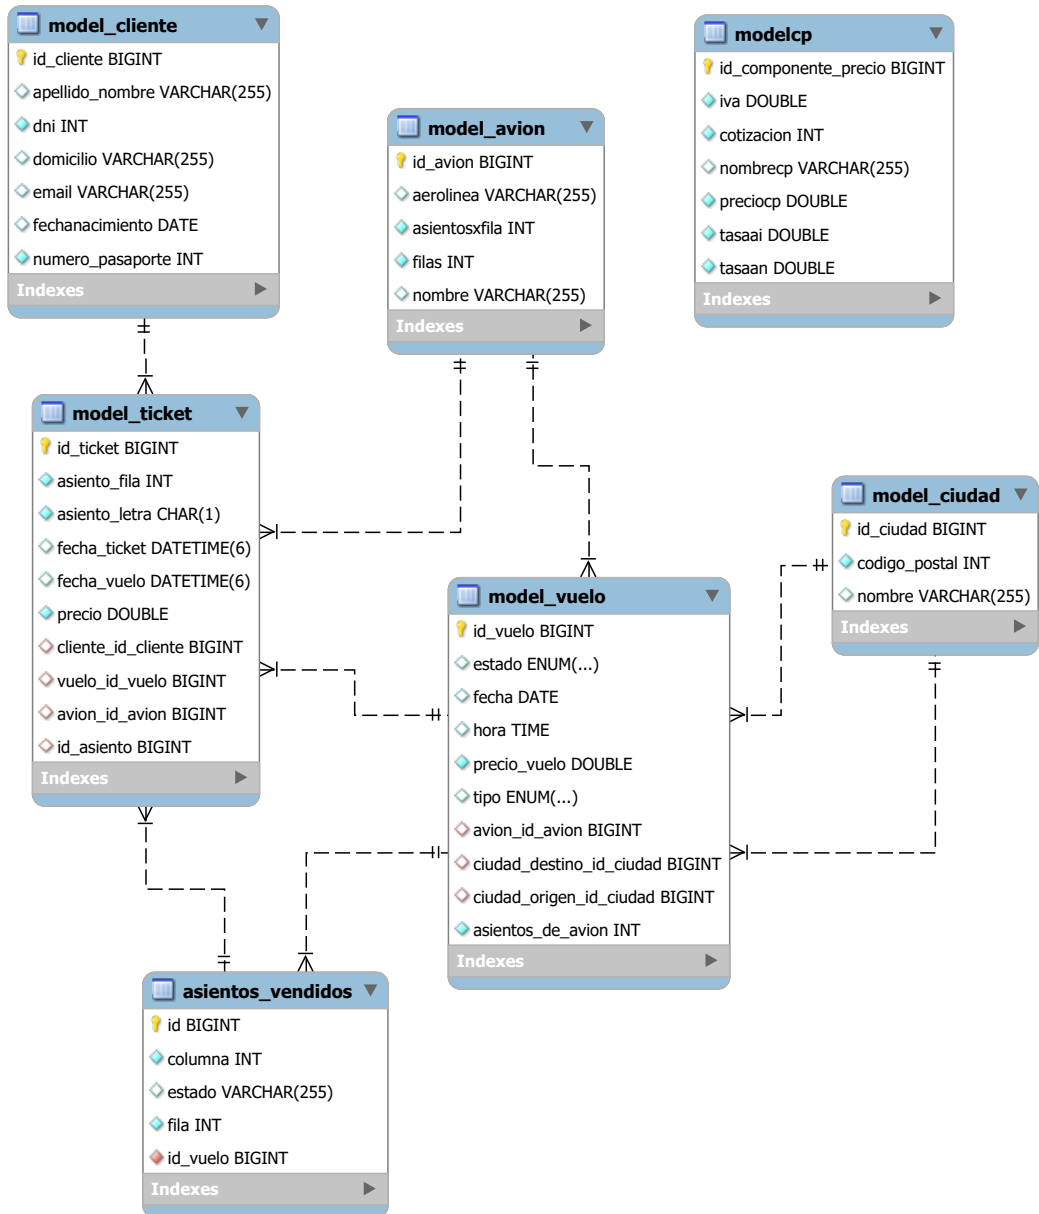 model_cliente
id_cliente BIGINT
apellido_nombre VARCHAR(255)
dni INT
domicilio VARCHAR(255)
email VARCHAR(255)
fechanacimiento DATE
numero_pasaporte INT
Indexes
modelcp
id_componente_precio BIGINT
iva DOUBLE
cotizacion INT
nombrecp VARCHAR(255)
preciocp DOUBLE
tasaai DOUBLE
tasaan DOUBLE
Indexes
model_avion
id_avion BIGINT
aerolinea VARCHAR(255)
asientosxfila INT
filas INT
nombre VARCHAR(255)
Indexes
model_ticket
id_ticket BIGINT
asiento_fila INT
asiento_letra CHAR(1)
fecha_ticket DATETIME(6)
fecha_vuelo DATETIME(6)
precio DOUBLE
cliente_id_cliente BIGINT
vuelo_id_vuelo BIGINT
avion_id_avion BIGINT
id_asiento BIGINT
Indexes
model_ciudad
id_ciudad BIGINT
codigo_postal INT
nombre VARCHAR(255)
Indexes
model_vuelo
id_vuelo BIGINT
estado ENUM(...)
fecha DATE
hora TIME
precio_vuelo DOUBLE
tipo ENUM(...)
avion_id_avion BIGINT
ciudad_destino_id_ciudad BIGINT
ciudad_origen_id_ciudad BIGINT
asientos_de_avion INT
Indexes
asientos_vendidos
id BIGINT
columna INT
estado VARCHAR(255)
fila INT
id_vuelo BIGINT
Indexes